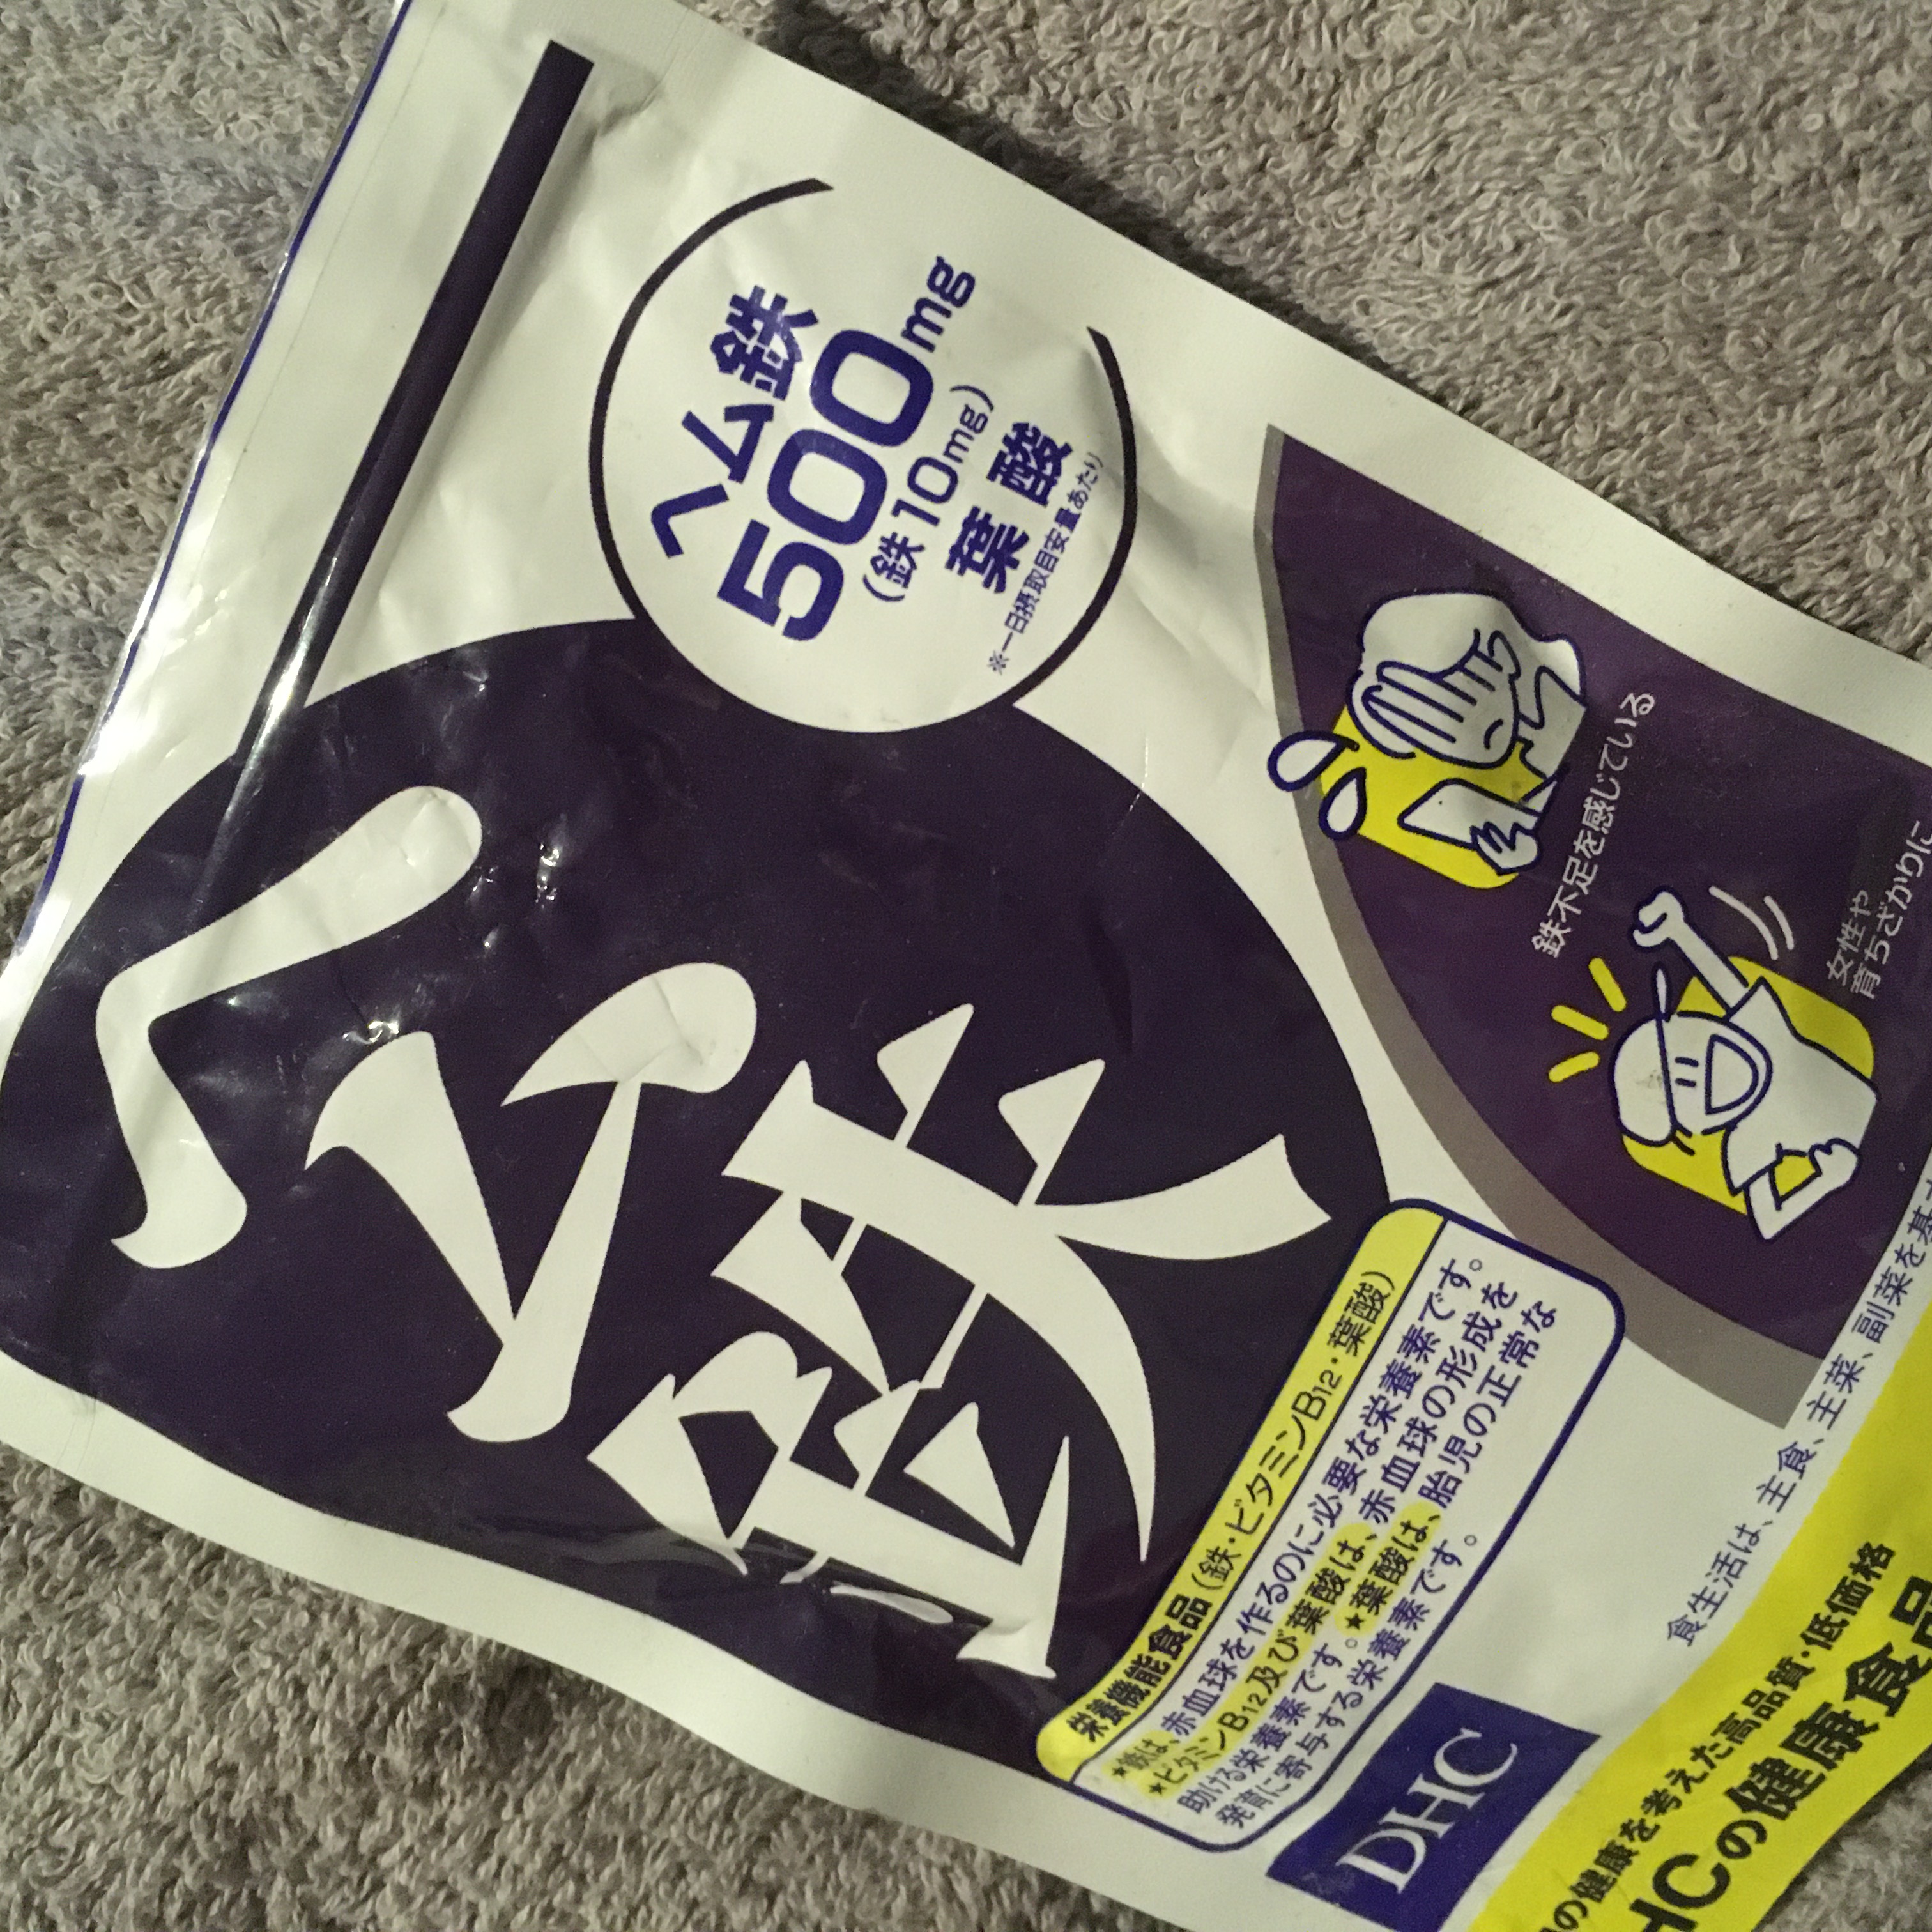 ヘム鉄
500mg
(鉄10mg)
葉酸
※一日摂取目安量あたり
ヘム鉄
鉄不足を感じている
女性や
育ちざかりに
栄養機能食品(鉄・ビタミンB12・葉酸)
★鉄は、赤血球を作るのに必要な栄養素です。
★ビタミンB12及び葉酸は、赤血球の形成を
助ける栄養素です。★葉酸は、胎児の正常な
発育に寄与する栄養素です。
食生活は、主食、主菜、副菜を基
DHC
の健康を考えた高品質・低価格
HCの健康食品